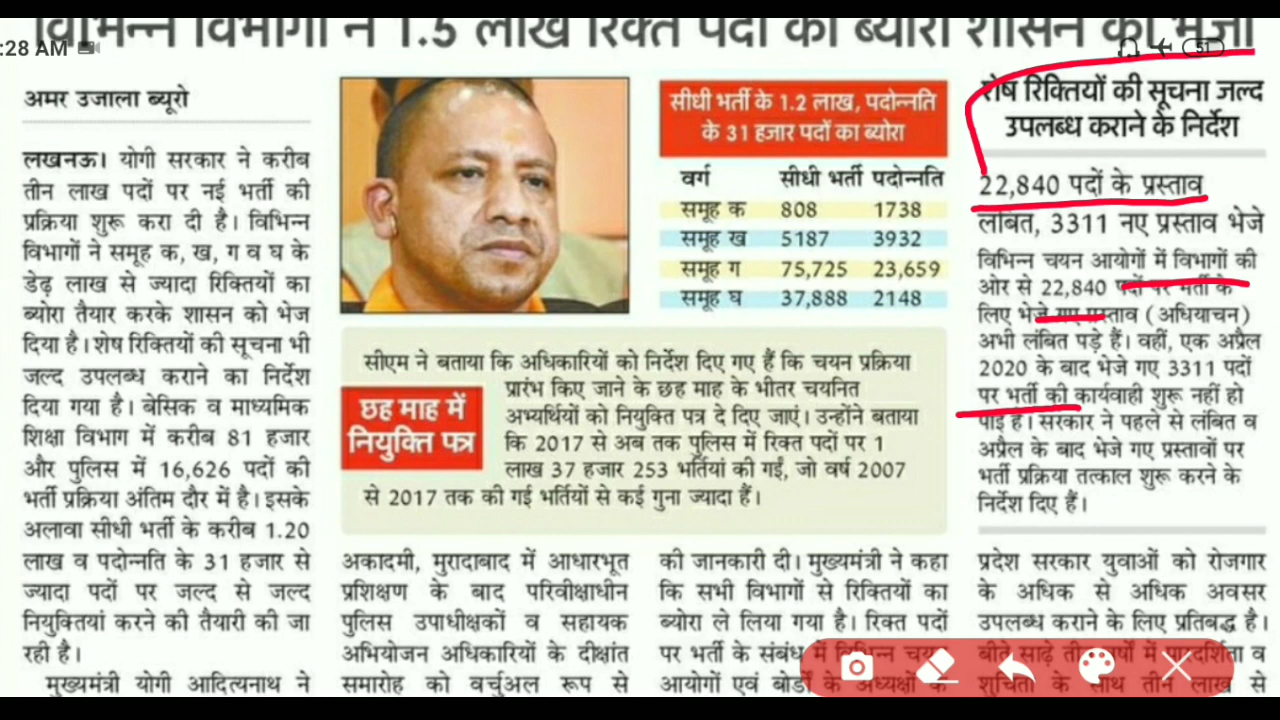 विभिन्न विभागों ने 1.5 लाख रिक्त पदों का ब्योरा शासन को भेजा
:28 AM
51
अमर उजाला ब्यूरो
लखनऊ। योगी सरकार ने करीब
तीन लाख पदों पर नई भर्ती की
प्रक्रिया शुरू करा दी है। विभिन्न
विभागों ने समूह क, ख, ग व घ के
डेढ़ लाख से ज्यादा रिक्तियों का
ब्योरा तैयार करके शासन को भेज
दिया है। शेष रिक्तियों की सूचना भी
जल्द उपलब्ध कराने का निर्देश
दिया गया है। बेसिक व माध्यमिक
शिक्षा विभाग में करीब 81 हजार
और पुलिस में 16,626 पदों की
भर्ती प्रक्रिया अंतिम दौर में है। इसके
अलावा सीधी भर्ती के करीब 1.20
लाख व पदोन्नति के 31 हजार से
ज्यादा पदों पर जल्द से जल्द
नियुक्तियां करने की तैयारी की जा
रही है।
मुख्यमंत्री योगी आदित्यनाथ ने
सीधी भर्ती के 1.2 लाख, पदोन्नति
के 31 हजार पदों का ब्योरा
वर्ग सीधी भर्ती पदोन्नति
समूह क 808 1738
समूह ख 5187 3932
समूह ग 75,725 23,659
समूह घ 37,888 2148
सीएम ने बताया कि अधिकारियों को निर्देश दिए गए हैं कि चयन प्रक्रिया
प्रारंभ किए जाने के छह माह के भीतर चयनित
अभ्यर्थियों को नियुक्ति पत्र दे दिए जाएं। उन्होंने बताया
कि 2017 से अब तक पुलिस में रिक्त पदों पर 1
लाख 37 हजार 253 भर्तियां की गईं, जो वर्ष 2007
से 2017 तक की गई भर्तियों से कई गुना ज्यादा हैं।
छह माह में
नियुक्ति पत्र
अकादमी, मुरादाबाद में आधारभूत
प्रशिक्षण के बाद परिवीक्षाधीन
पुलिस उपाधीक्षकों व सहायक
अभियोजन अधिकारियों के दीक्षांत
समारोह को वर्चुअल रूप से
की जानकारी दी। मुख्यमंत्री ने कहा
कि सभी विभागों से रिक्तियों का
ब्योरा ले लिया गया है। रिक्त पदों
पर भर्ती के संबंध में विभिन्न चयन
आयोगों एवं बोर्डों के अध्यक्षों के
शेष रिक्तियों की सूचना जल्द
उपलब्ध कराने के निर्देश
22,840 पदों के प्रस्ताव
लंबित, 3311 नए प्रस्ताव भेजे
विभिन्न चयन आयोगों में विभागों की
ओर से 22,840 पदों पर भर्ती के
लिए भेजे गए प्रस्ताव (अधियाचन)
अभी लंबित पड़े हैं। वहीं, एक अप्रैल
2020 के बाद भेजे गए 3311 पदों
पर भर्ती की कार्यवाही शुरू नहीं हो
पाई है। सरकार ने पहले से लंबित व
अप्रैल के बाद भेजे गए प्रस्तावों पर
भर्ती प्रक्रिया तत्काल शुरू करने के
निर्देश दिए हैं।
प्रदेश सरकार युवाओं को रोजगार
के अधिक से अधिक अवसर
उपलब्ध कराने के लिए प्रतिबद्ध है।
बीते साढ़े तीन वर्षों में पारदर्शिता व
शुचिता के साथ तीन लाख से